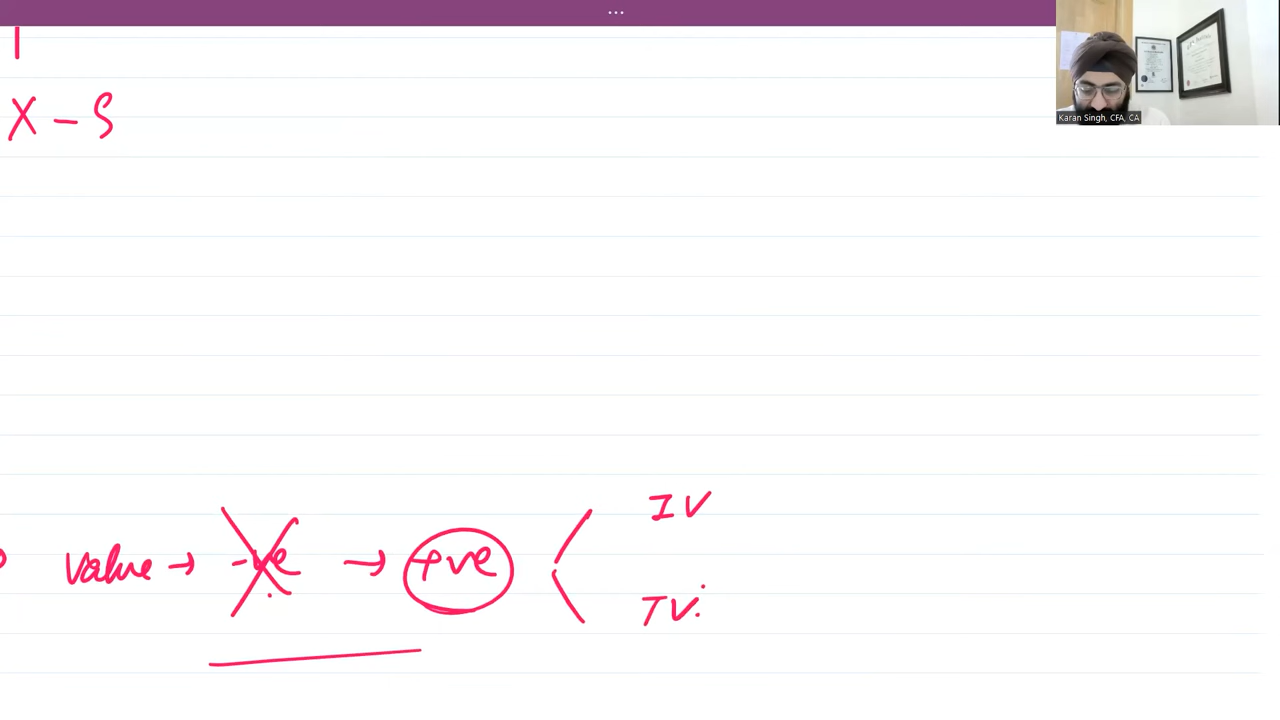 Karan Singh, CFA, CA
X - S
IV
value → -ve → +ve
TV